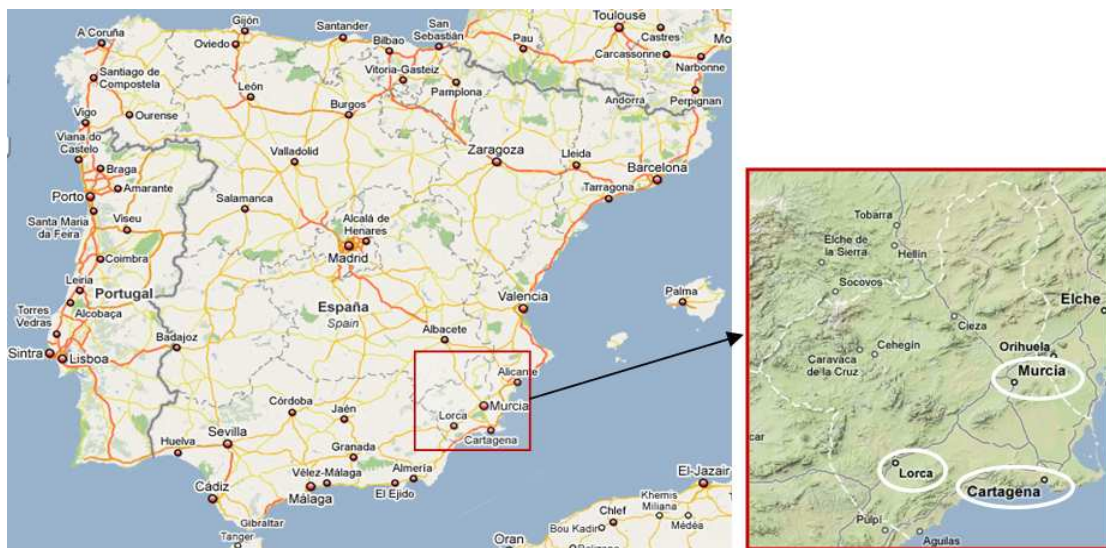 Gijón
Santander
San
Sebastián
Toulouse
Castres
A Coruña
Oviedo
Bilbao
Pau
Carcassonne
Mo
Santiago de
Compostela
León
Vitoria-Gasteiz
Pamplona
Narbonne
Andorra
Perpignan
Vigo
Ourense
Burgos
Viana do
Castelo
Braga
Valladolid
Zaragoza
Lleida
Barcelona
Porto
Amarante
Salamanca
Tarragona
Santa Maria
da Feira
Viseu
Alcalá de
Henares
Madrid
Coimbra
Leiria
Portugal
España
Spain
Valencia
Palma
Torres
Vedras
Alcobaça
Badajoz
Albacete
Sintra
Lisboa
Alicante
Córdoba
Jaén
Murcia
Lorca
Cartagena
Huelva
Sevilla
Granada
Vélez-Málaga
Almería
El Ejido
Cádiz
Málaga
El-Jazair
Gibraltar
Tanger
Chlef
Khemis
Miliana
Médéa
Bou Kadir
Oran
Tobarra
Elche de
la Sierra
Hellín
Socovos
Elche
Cieza
Orihuela
Caravaca
de la Cruz
Cehegín
Murcia
car
Lorca
Cartagena
Pulpí
Aguilas